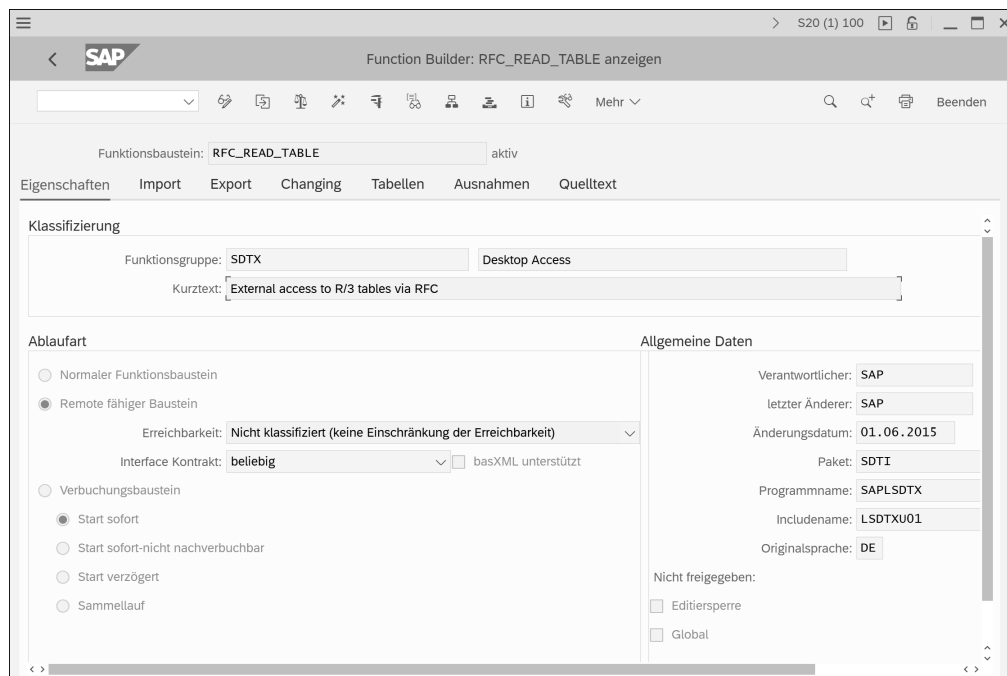 S20 (1) 100
SAP
Function Builder: RFC_READ_TABLE anzeigen
Mehr
Beenden
Funktionsbaustein: RFC_READ_TABLE aktiv
Eigenschaften Import Export Changing Tabellen Ausnahmen Quelltext
Klassifizierung
Funktionsgruppe: SDTX Desktop Access
Kurztext: External access to R/3 tables via RFC
Ablaufart
Normaler Funktionsbaustein
Remote fähiger Baustein
Erreichbarkeit: Nicht klassifiziert (keine Einschränkung der Erreichbarkeit)
Interface Kontrakt: beliebig basXML unterstützt
Verbuchungsbaustein
Start sofort
Start sofort-nicht nachverbuchbar
Start verzögert
Sammellauf
Allgemeine Daten
Verantwortlicher: SAP
letzter Änderer: SAP
Änderungsdatum: 01.06.2015
Paket: SDTI
Programmname: SAPLSDTX
Includename: LSDTXU01
Originalsprache: DE
Nicht freigegeben:
Editiersperre
Global